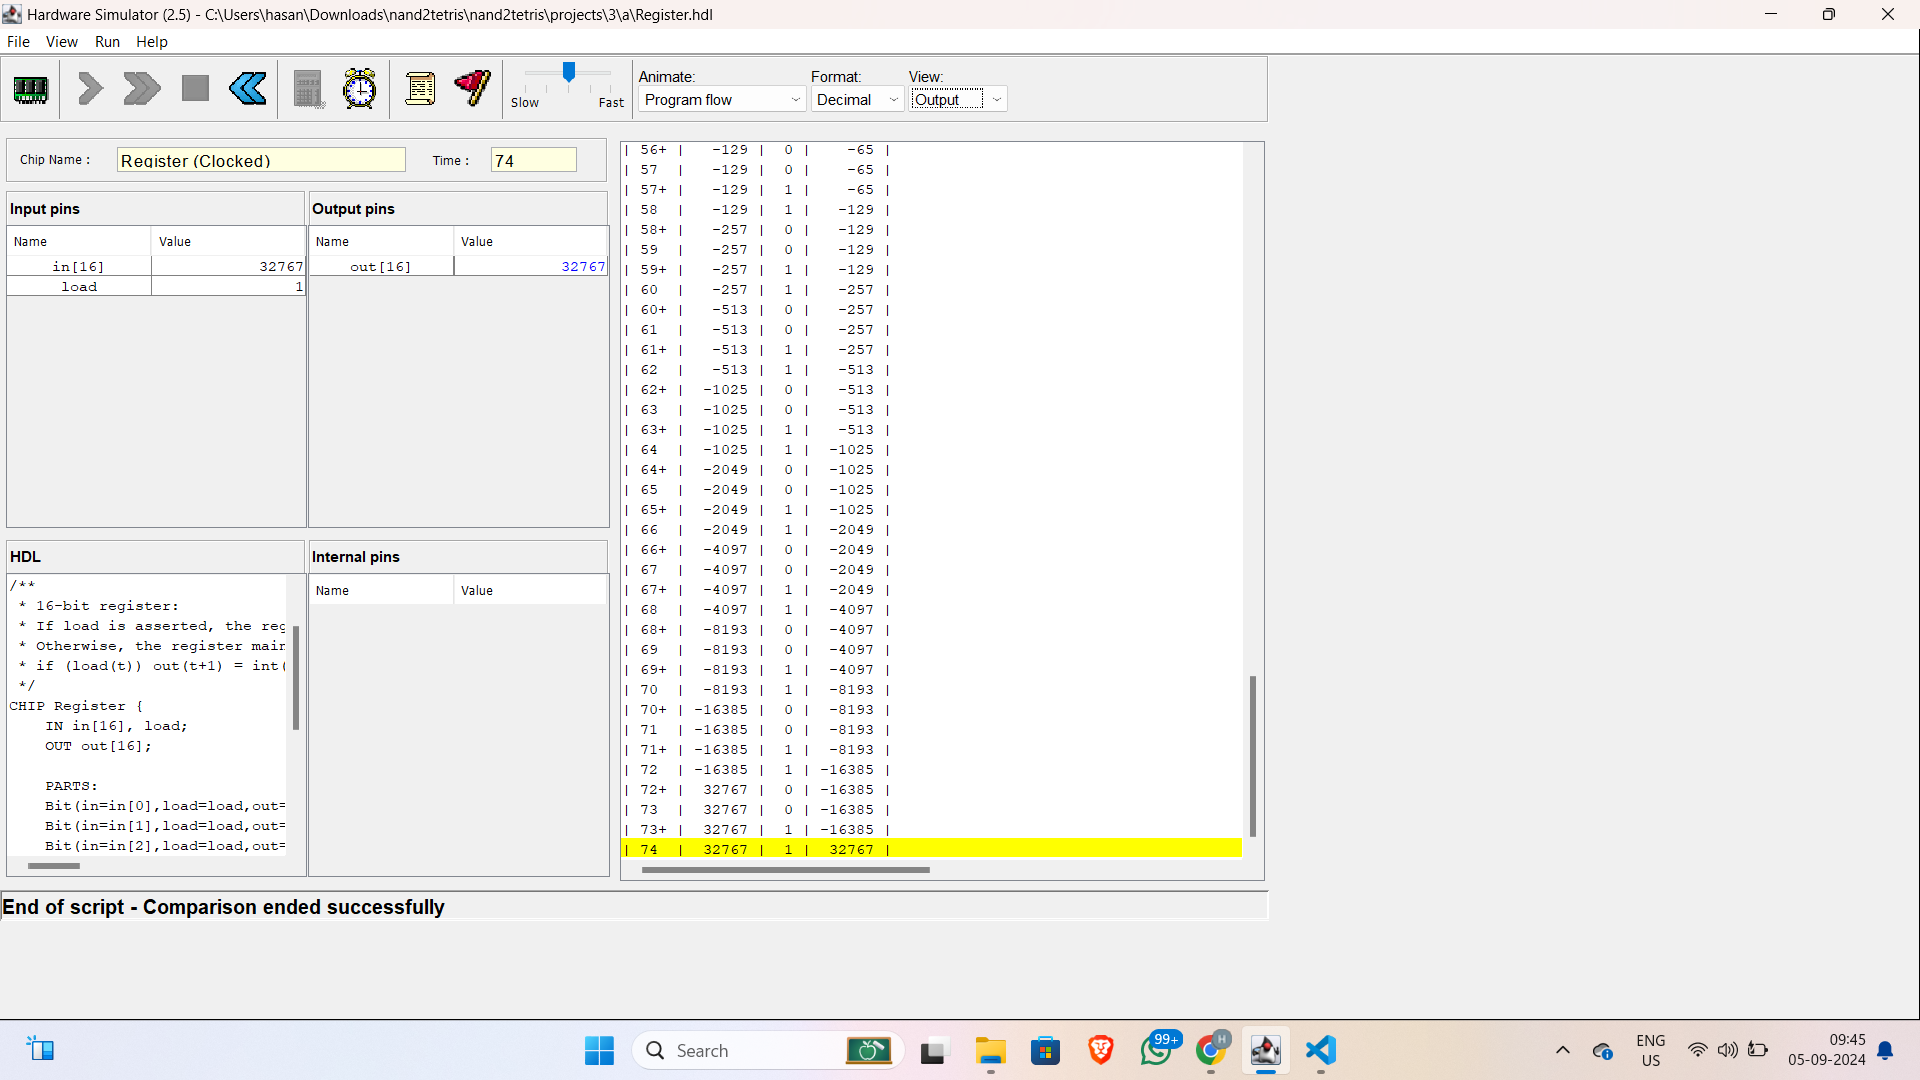 Hardware Simulator (2.5) - C:\Users\hasan\Downloads\nand2tetris\nand2tetris\projects\3\a\Register.hdl
File View Run Help
Slow Fast
Animate: Format: View:
Program flow Decimal Output
Chip Name : Register (Clocked) Time : 74
Input pins Output pins
Name Value Name Value
in[16] 32767 out[16] 32767
load 1
HDL Internal pins
Name Value
/**
* 16-bit register:
* If load is asserted, the reg
* Otherwise, the register main
* if (load(t)) out(t+1) = int(
*/
CHIP Register {
IN in[16], load;
OUT out[16];
PARTS:
Bit(in=in[0],load=load,out=
Bit(in=in[1],load=load,out=
Bit(in=in[2],load=load,out=
| 56+ | -129 | 0 | -65 |
| 57 | -129 | 0 | -65 |
| 57+ | -129 | 1 | -65 |
| 58 | -129 | 1 | -129 |
| 58+ | -257 | 0 | -129 |
| 59 | -257 | 0 | -129 |
| 59+ | -257 | 1 | -129 |
| 60 | -257 | 1 | -257 |
| 60+ | -513 | 0 | -257 |
| 61 | -513 | 0 | -257 |
| 61+ | -513 | 1 | -257 |
| 62 | -513 | 1 | -513 |
| 62+ | -1025 | 0 | -513 |
| 63 | -1025 | 0 | -513 |
| 63+ | -1025 | 1 | -513 |
| 64 | -1025 | 1 | -1025 |
| 64+ | -2049 | 0 | -1025 |
| 65 | -2049 | 0 | -1025 |
| 65+ | -2049 | 1 | -1025 |
| 66 | -2049 | 1 | -2049 |
| 66+ | -4097 | 0 | -2049 |
| 67 | -4097 | 0 | -2049 |
| 67+ | -4097 | 1 | -2049 |
| 68 | -4097 | 1 | -4097 |
| 68+ | -8193 | 0 | -4097 |
| 69 | -8193 | 0 | -4097 |
| 69+ | -8193 | 1 | -4097 |
| 70 | -8193 | 1 | -8193 |
| 70+ | -16385 | 0 | -8193 |
| 71 | -16385 | 0 | -8193 |
| 71+ | -16385 | 1 | -8193 |
| 72 | -16385 | 1 | -16385 |
| 72+ | 32767 | 0 | -16385 |
| 73 | 32767 | 0 | -16385 |
| 73+ | 32767 | 1 | -16385 |
| 74 | 32767 | 1 | 32767 |
End of script - Comparison ended successfully
Search
99+
H
ENG
US
09:45
05-09-2024